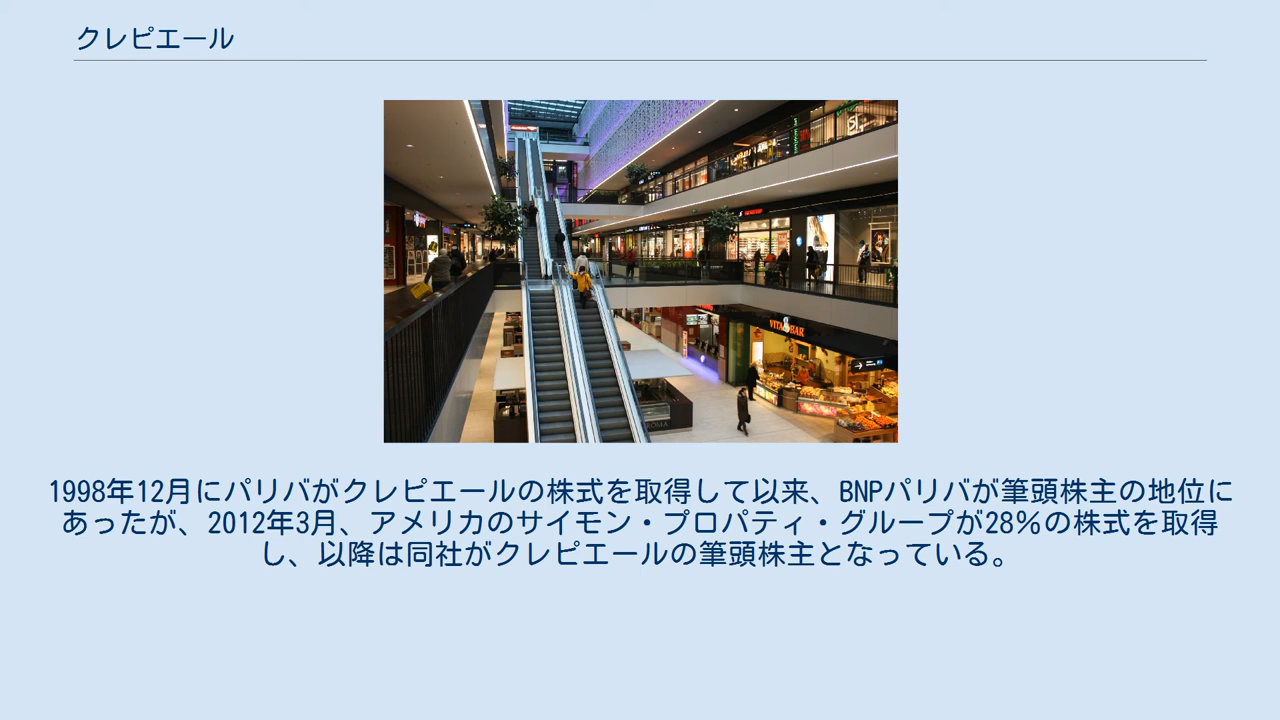 クレピエール
VITA BAR
1998年12月にパリバがクレピエールの株式を取得して以来、BNPパリバが筆頭株主の地位に
あったが、2012年3月、アメリカのサイモン・プロパティ・グループが28％の株式を取得
し、以降は同社がクレピエールの筆頭株主となっている。